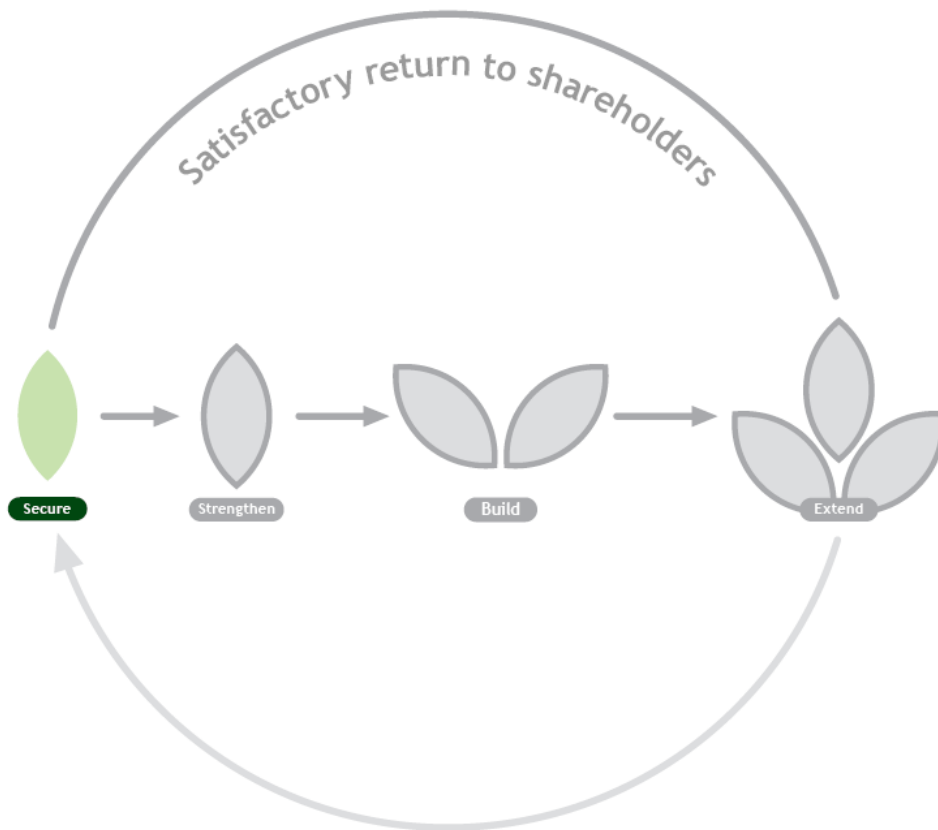 Satisfactory return to shareholders
Secure
Strengthen
Build
Extend